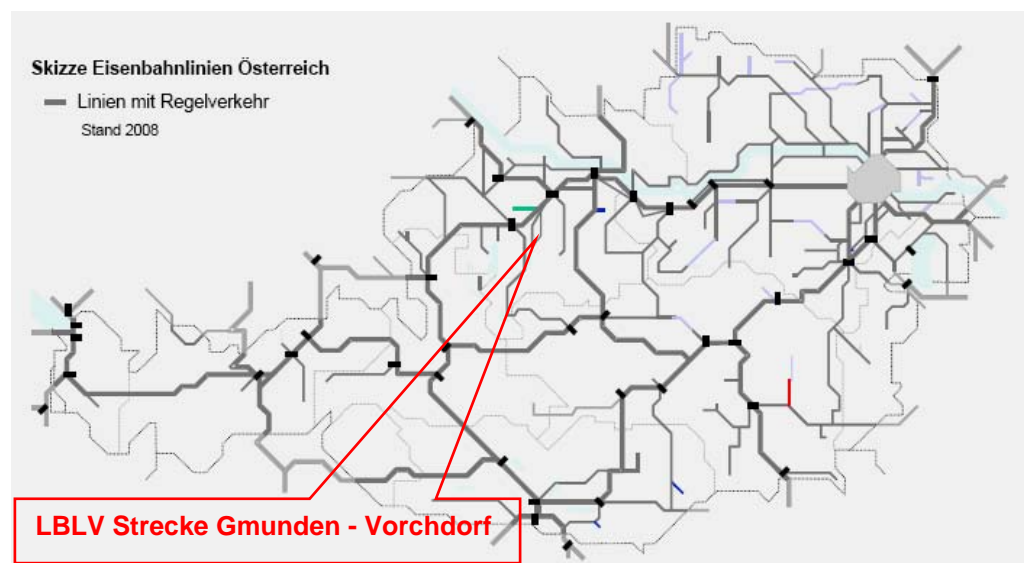 Skizze Eisenbahnlinien Österreich
Linien mit Regelverkehr
Stand 2008
LBLV Strecke Gmunden - Vorchdorf